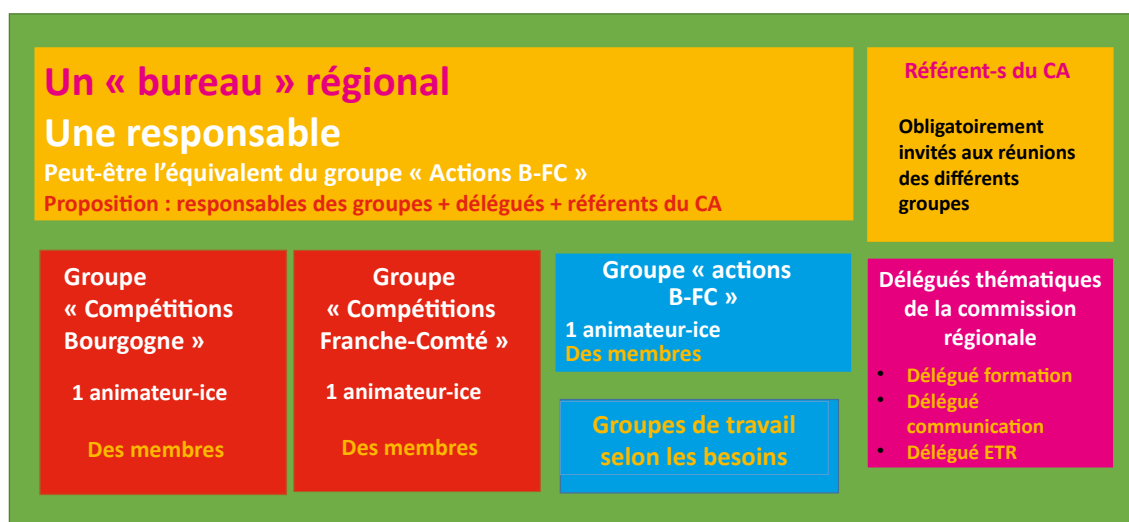 Un « bureau » régional
Une responsable
Peut-être l’équivalent du groupe « Actions B-FC »
Proposition : responsables des groupes + délégués + référents du CA
Référent-s du CA
Obligatoirement
invités aux réunions
des différents
groupes
Groupe
« Compétitions
Bourgogne »
1 animateur-ice
Des membres
Groupe
« Compétitions
Franche-Comté »
1 animateur-ice
Des membres
Groupe « actions
B-FC »
1 animateur-ice
Des membres
Groupes de travail
selon les besoins
Délégués thématiques
de la commission
régionale
• Délégué formation
• Délégué
communication
• Délégué ETR